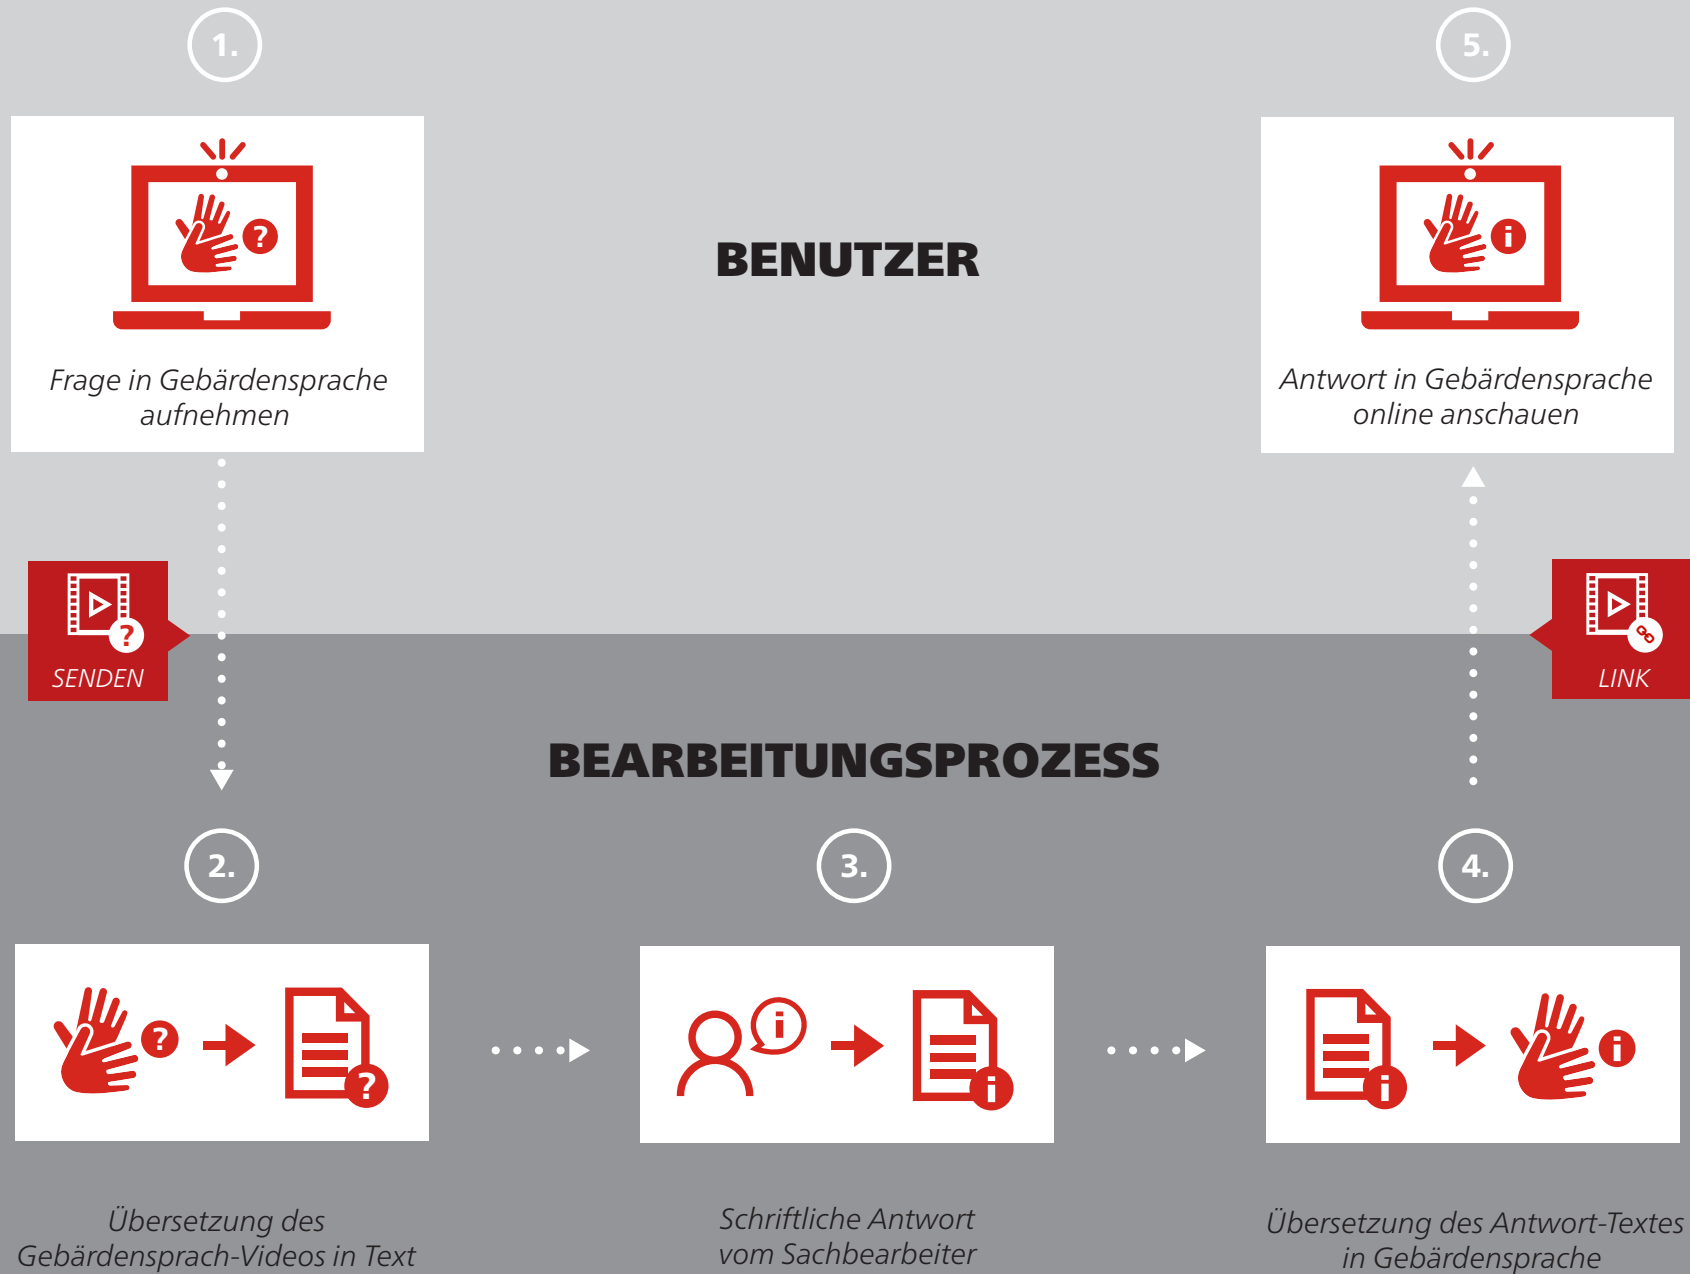 1.
5.
BENUTZER
Frage in Gebärdensprache
aufnehmen
Antwort in Gebärdensprache
online anschauen
SENDEN
LINK
BEARBEITUNGSPROZESS
2.
3.
4.
Übersetzung des
Gebärdensprach-Videos in Text
Schriftliche Antwort
vom Sachbearbeiter
Übersetzung des Antwort-Textes
in Gebärdensprache